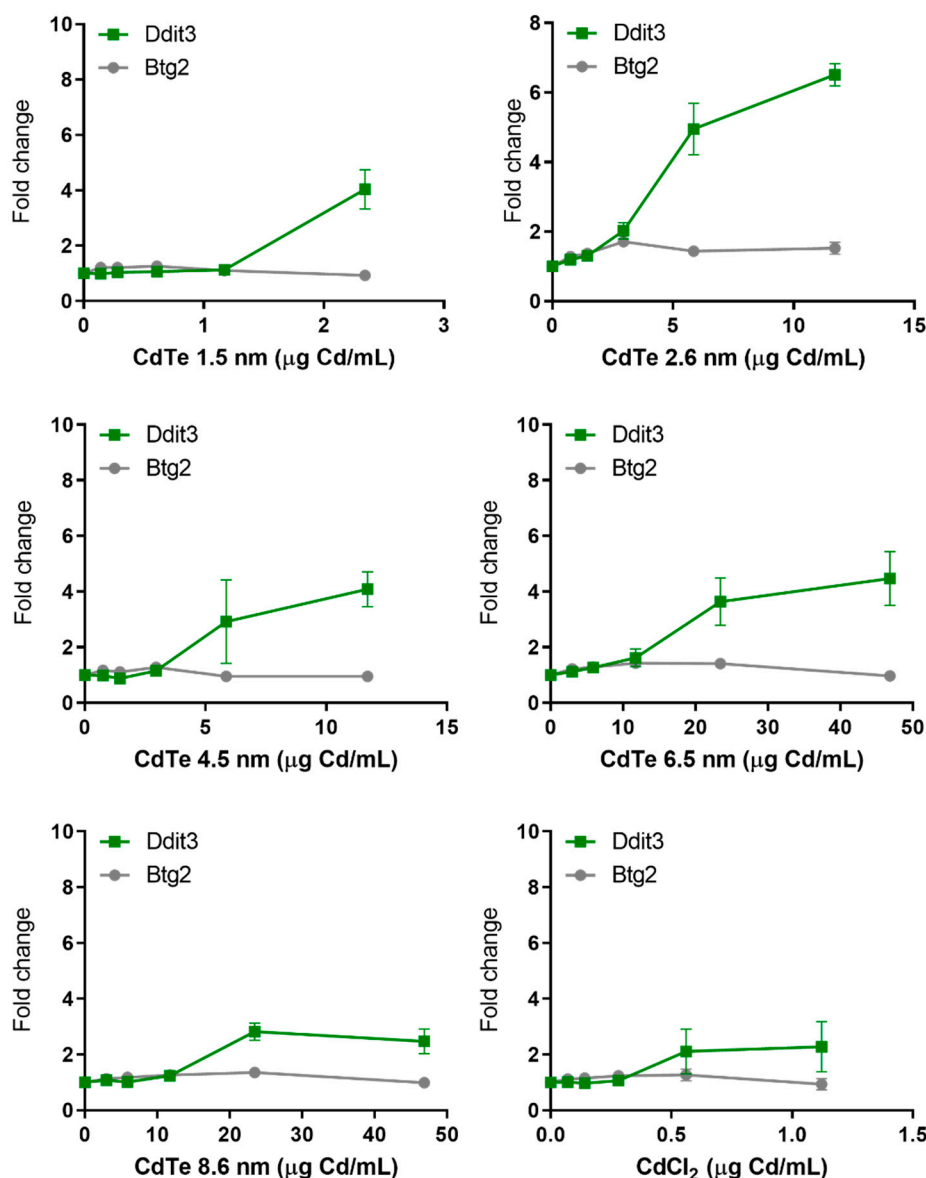 Ddit3
Btg2
Fold change
10
8
6
4
2
0
0 1 2 3
CdTe 1.5 nm (μg Cd/mL)
Ddit3
Btg2
Fold change
8
6
4
2
0
0 5 10 15
CdTe 2.6 nm (μg Cd/mL)
Ddit3
Btg2
Fold change
10
8
6
4
2
0
0 5 10 15
CdTe 4.5 nm (μg Cd/mL)
Ddit3
Btg2
Fold change
10
8
6
4
2
0
0 10 20 30 40 50
CdTe 6.5 nm (μg Cd/mL)
Ddit3
Btg2
Fold change
10
8
6
4
2
0
0 10 20 30 40 50
CdTe 8.6 nm (μg Cd/mL)
Ddit3
Btg2
Fold change
10
8
6
4
2
0
0.0 0.5 1.0 1.5
CdCl₂ (μg Cd/mL)